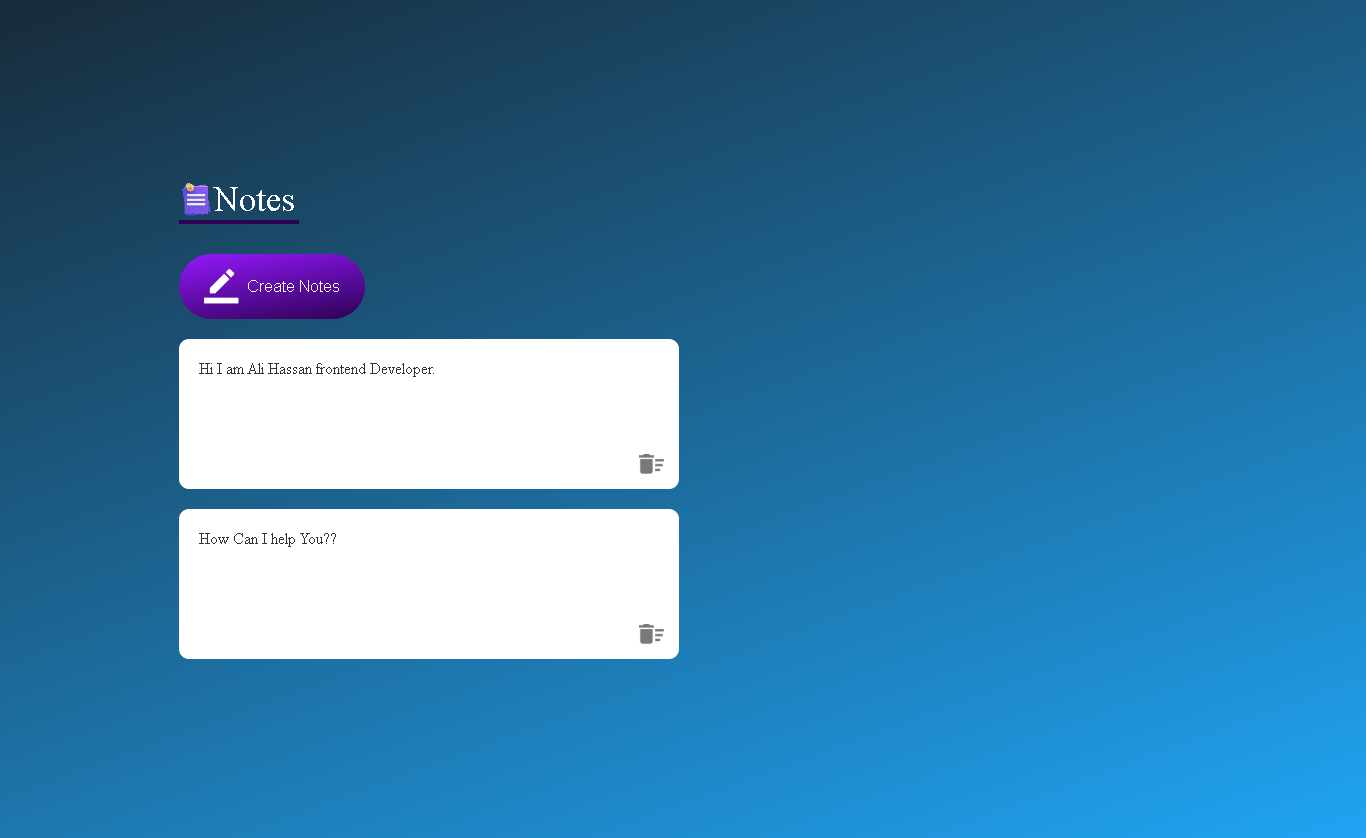 Notes
Create Notes
Hi I am Ali Hassan frontend Developer.
How Can I help You??